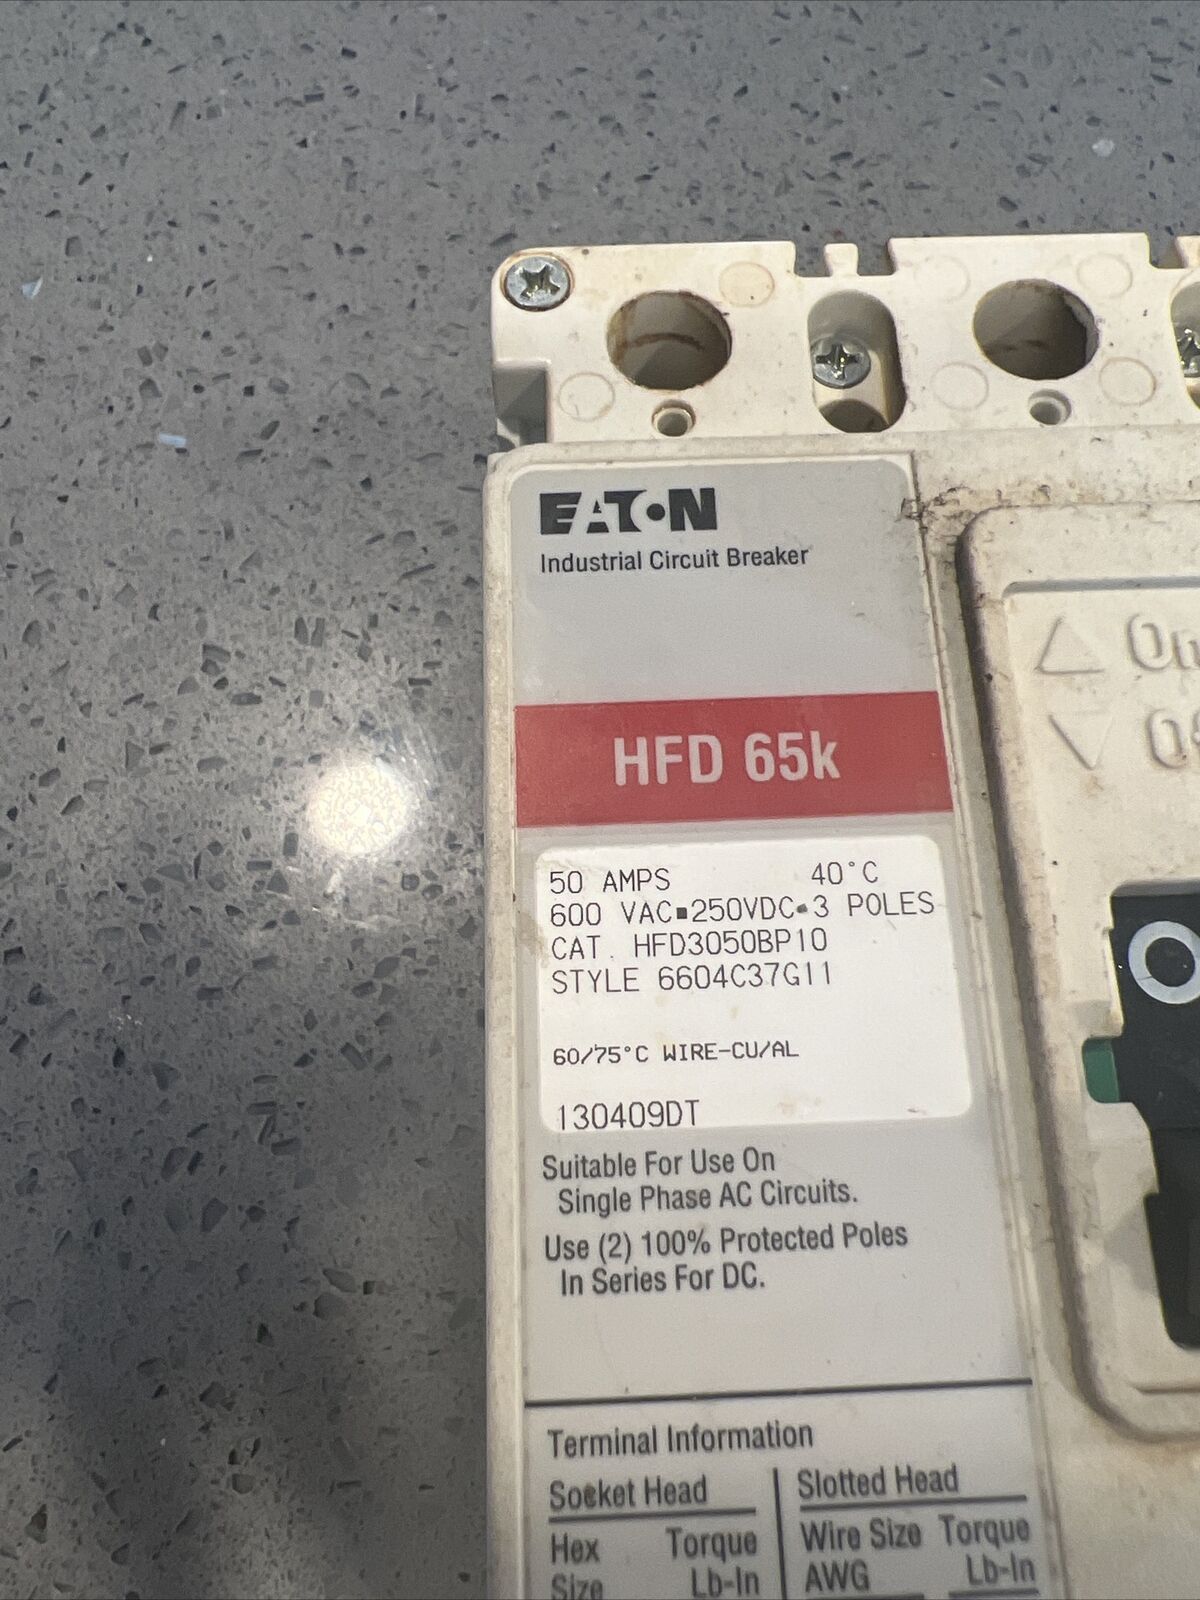 EATON
Industrial Circuit Breaker
HFD 65k
50 AMPS 40°C
600 VAC▪250VDC▪3 POLES
CAT. HFD3050BP10
STYLE 6604C37G11
60/75°C WIRE-CU/AL
130409DT
Suitable For Use On
Single Phase AC Circuits.
Use (2) 100% Protected Poles
In Series For DC.
Terminal Information
Socket Head
Hex Torque
Size Lb-In
Slotted Head
Wire Size Torque
AWG Lb-In
On
O